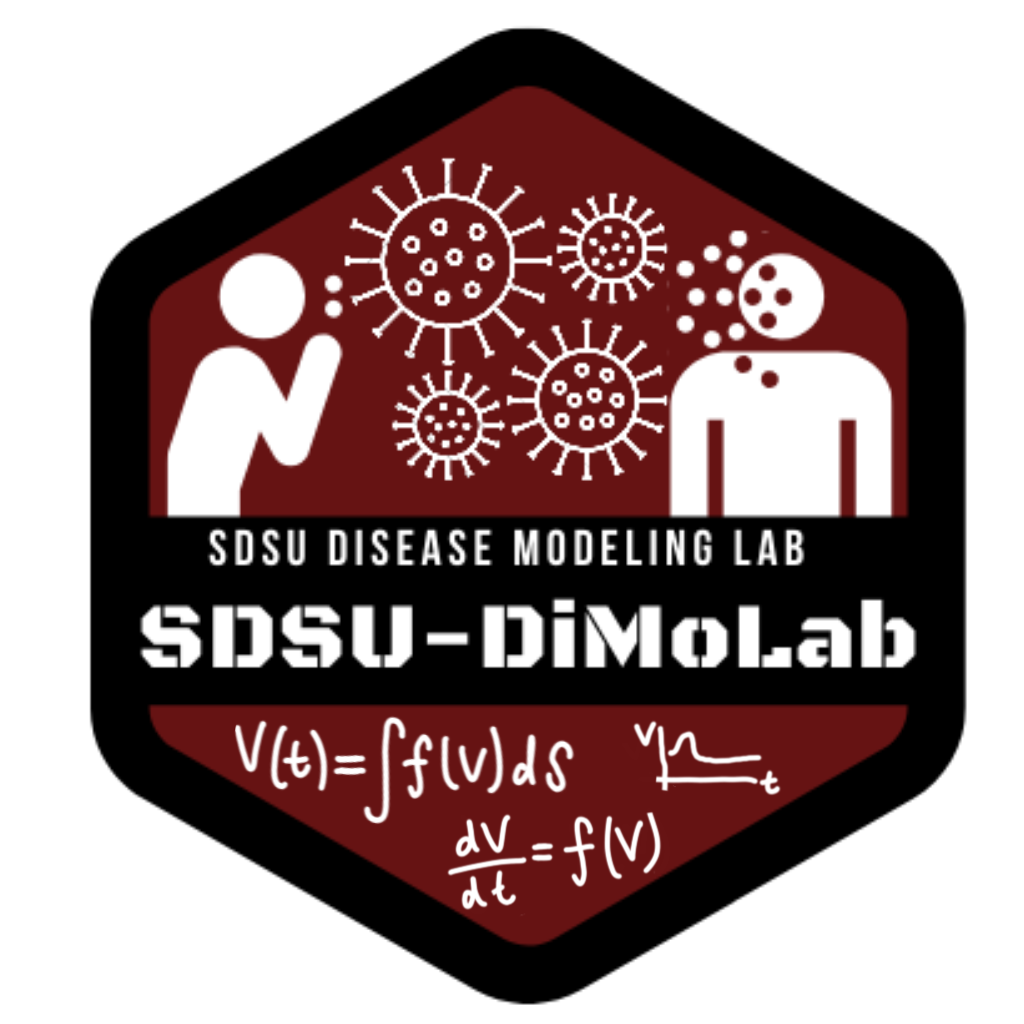 SDSU DISEASE MODELING LAB
SDSU-DiMoLab
V(t)=∫f(V)dS
V
t
dV/dt=f(V)